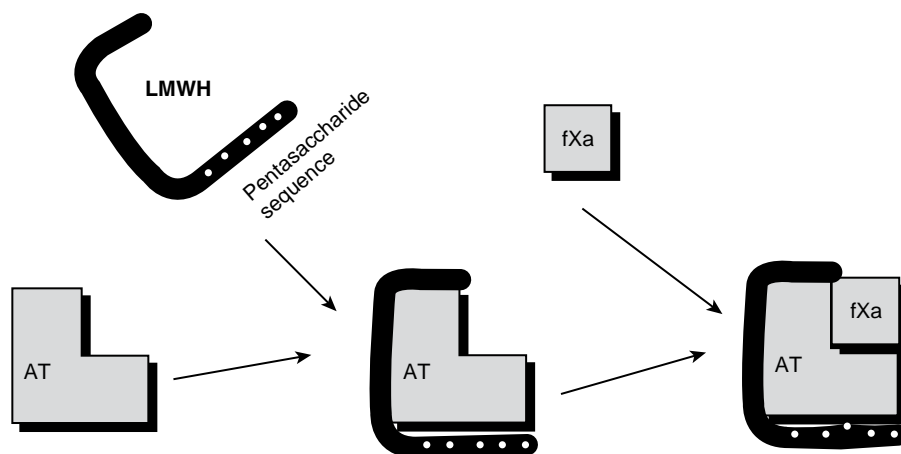 LMWH
Pentasaccharide
sequence
fXa
AT
AT
fXa
AT